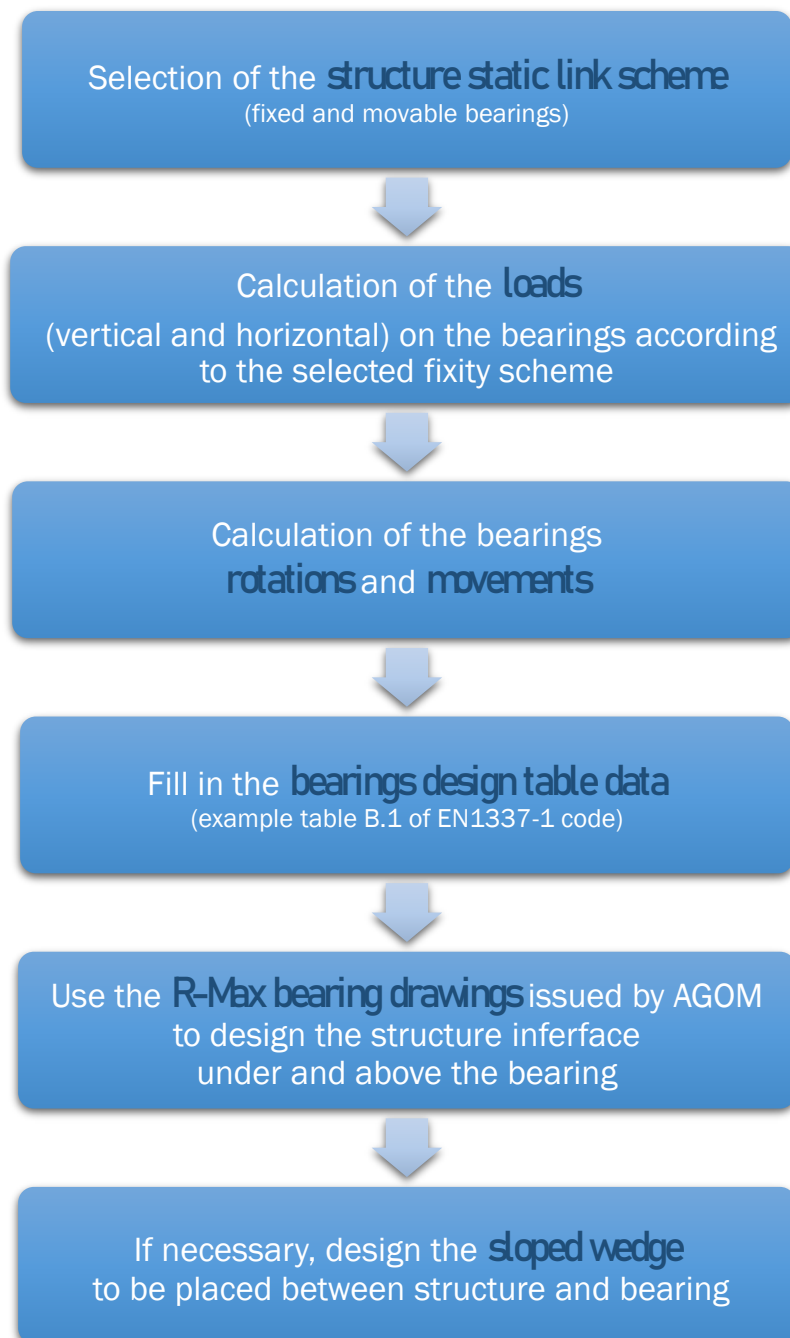 Selection of the structure static link scheme
(fixed and movable bearings)
Calculation of the loads
(vertical and horizontal) on the bearings according
to the selected fixity scheme
Calculation of the bearings
rotations and movements
Fill in the bearings design table data
(example table B.1 of EN1337-1 code)
Use the R-Max bearing drawings issued by AGOM
to design the structure inferface
under and above the bearing
If necessary, design the sloped wedge
to be placed between structure and bearing